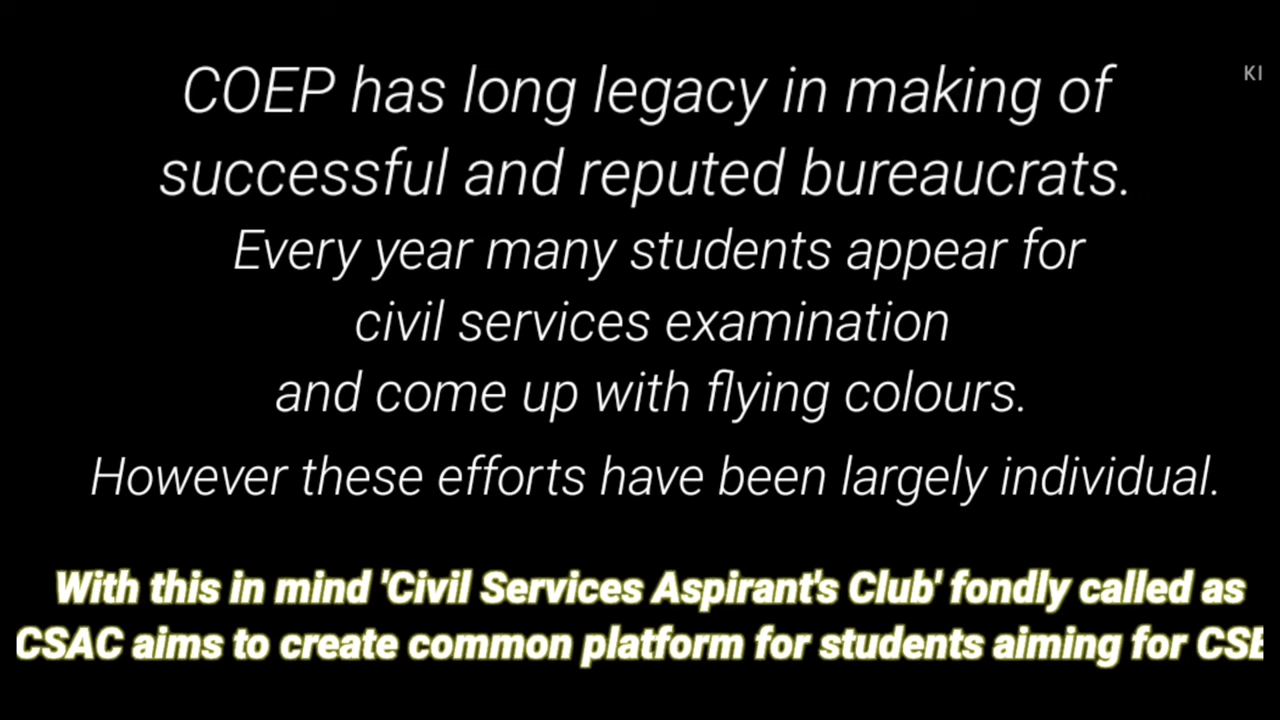 COEP has long legacy in making of
KI
successful and reputed bureaucrats.
Every year many students appear for
civil services examination
and come up with flying colours.
However these efforts have been largely individual.
With this in mind 'Civil Services Aspirant's Club' fondly called as
CSAC aims to create common platform for students aiming for CSE